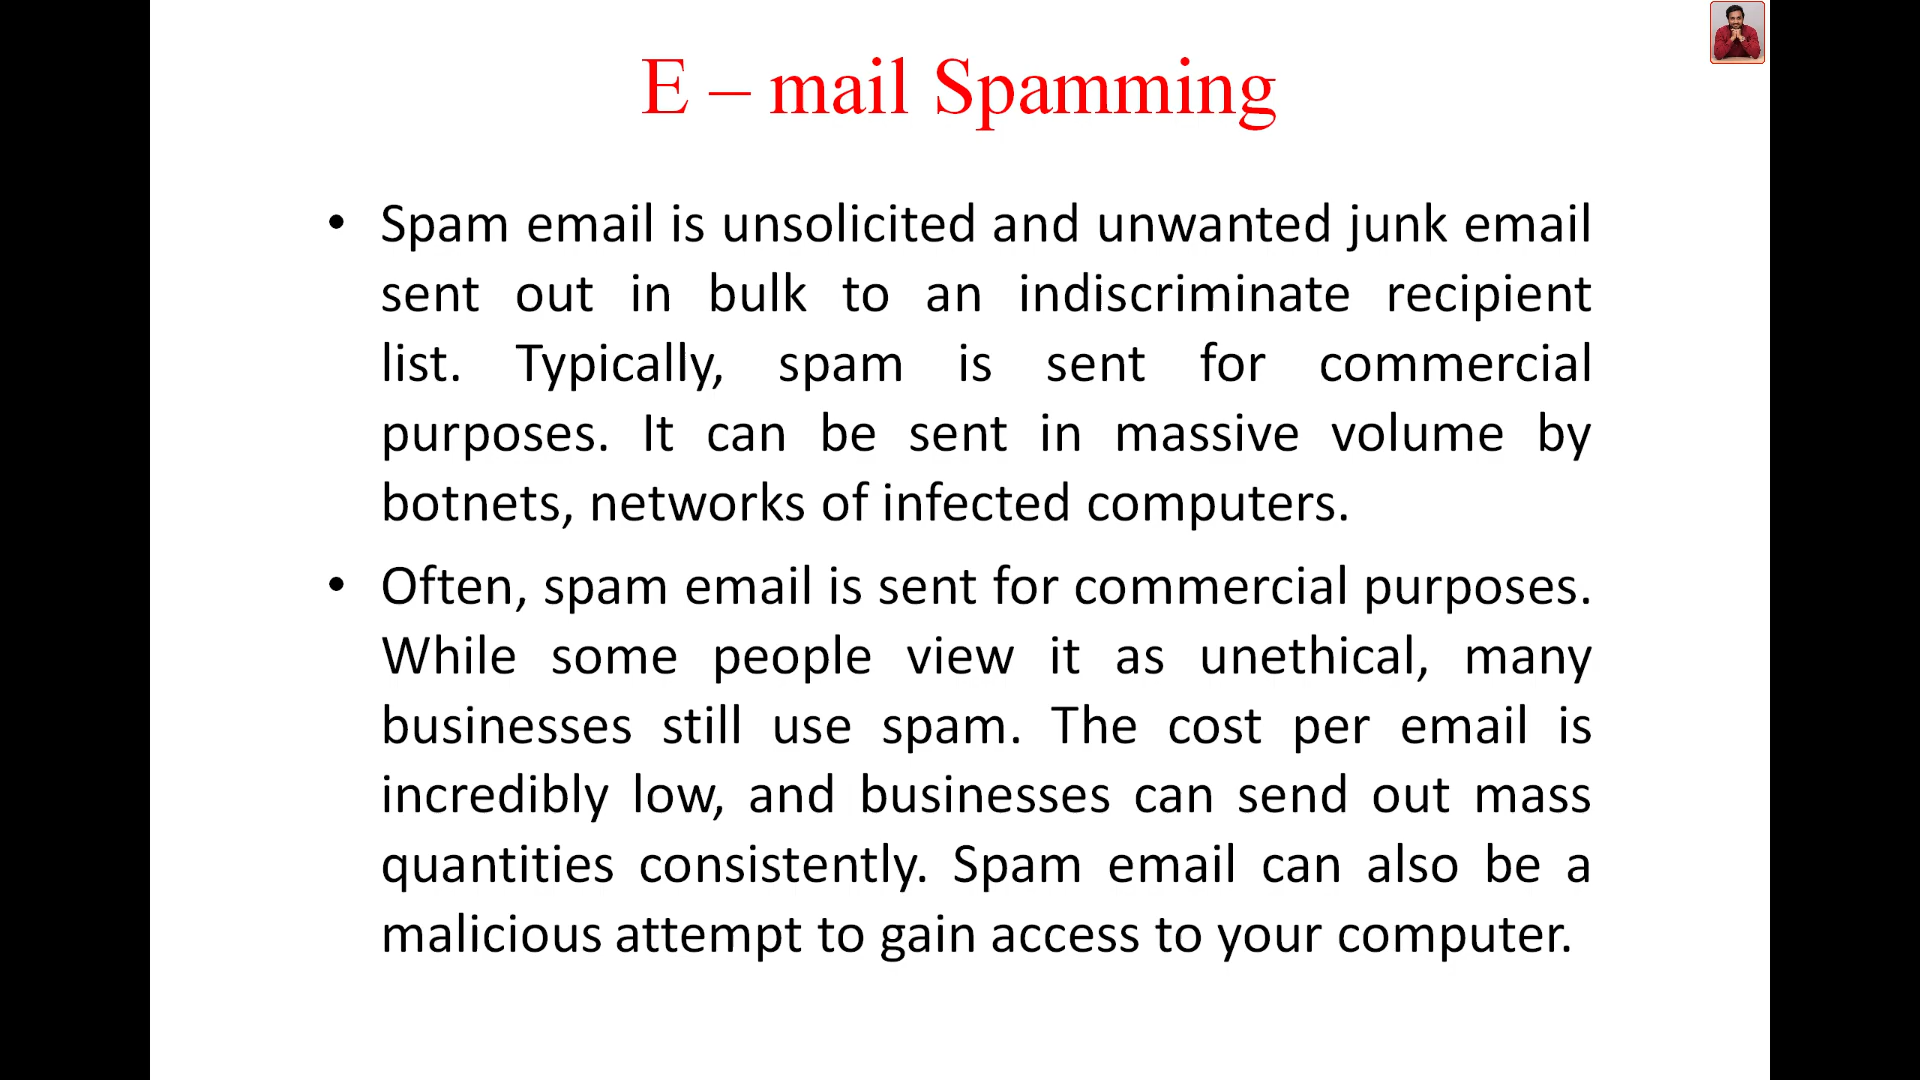 E – mail Spamming
• Spam email is unsolicited and unwanted junk email
sent out in bulk to an indiscriminate recipient
list. Typically, spam is sent for commercial
purposes. It can be sent in massive volume by
botnets, networks of infected computers.
• Often, spam email is sent for commercial purposes.
While some people view it as unethical, many
businesses still use spam. The cost per email is
incredibly low, and businesses can send out mass
quantities consistently. Spam email can also be a
malicious attempt to gain access to your computer.